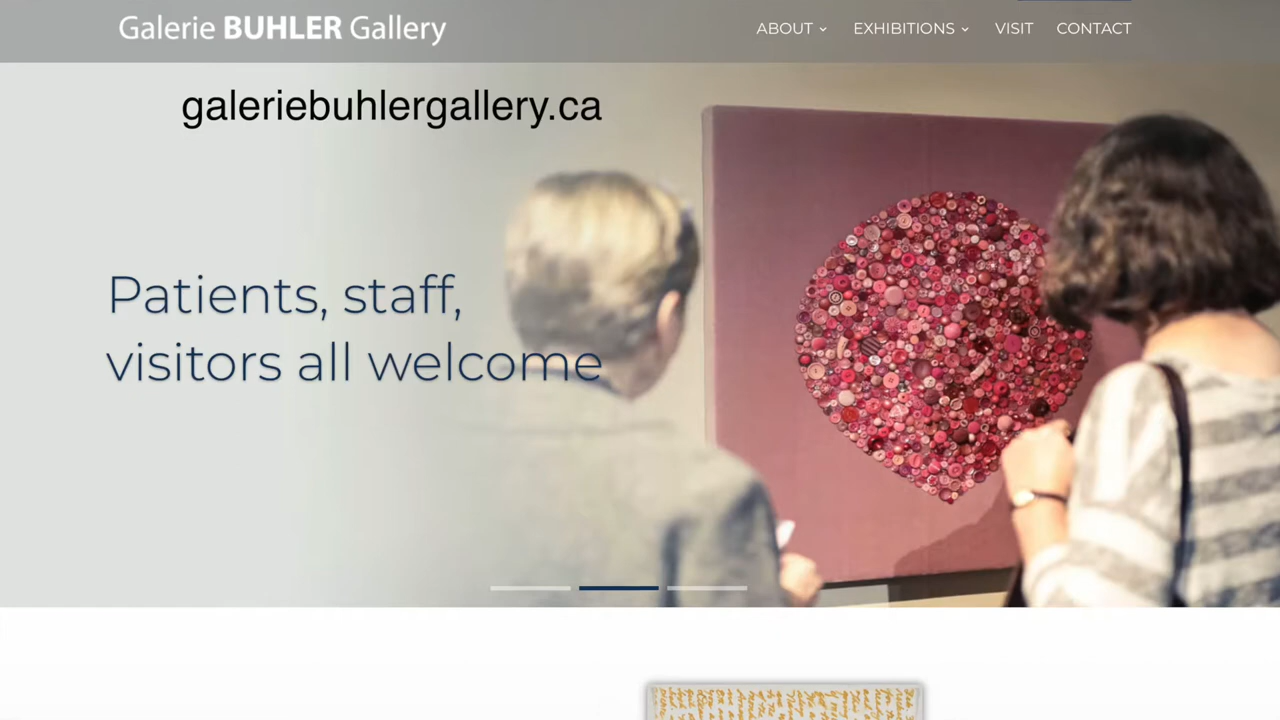 Galerie BUHLER Gallery
ABOUT
EXHIBITIONS
VISIT
CONTACT
galeriebuhlergallery.ca
Patients, staff,
visitors all welcome